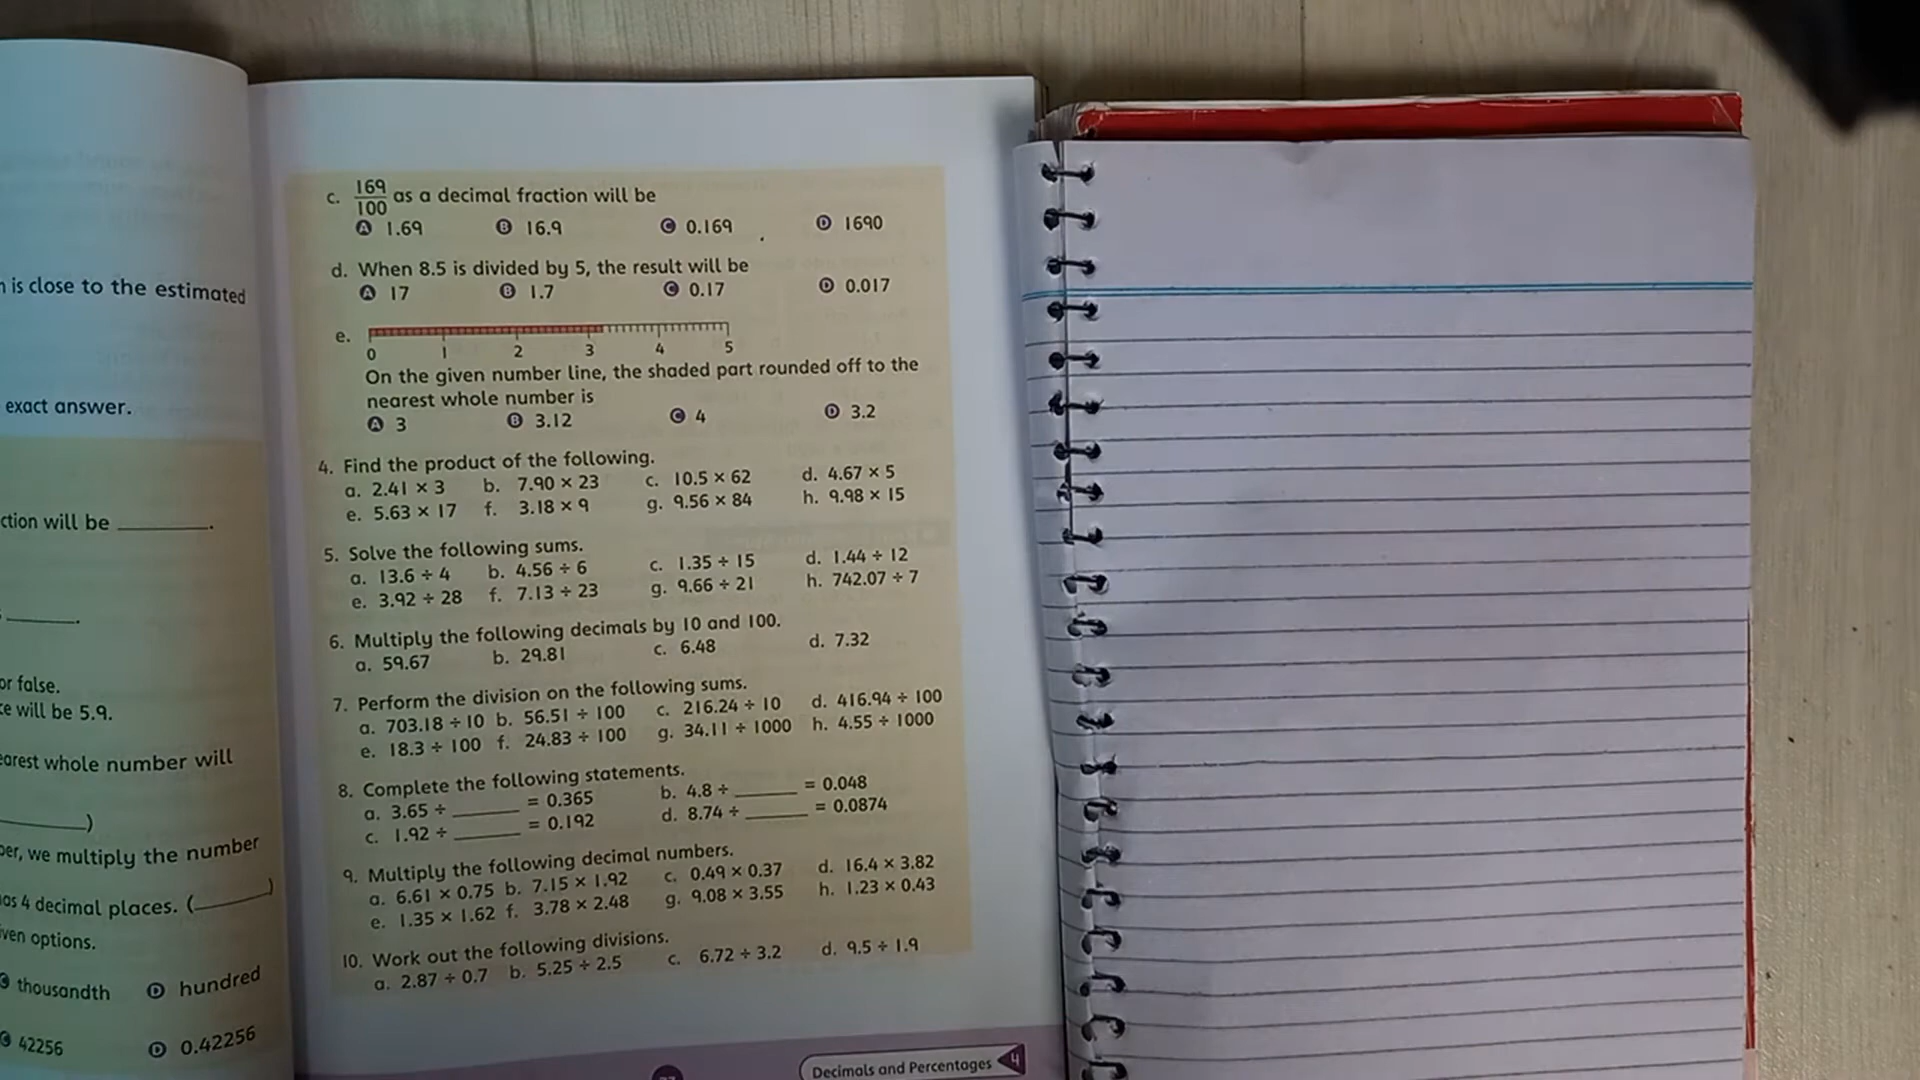 n is close to the estimated
exact answer.
ction will be ________.
________.
or false.
ce will be 5.9.
earest whole number will
________)
ber, we multiply the number
as 4 decimal places. (________)
ven options.
C thousandth D hundred
C 42256 D 0.42256
c. 169/100 as a decimal fraction will be
A 1.69 B 16.9 C 0.169 D 1690
d. When 8.5 is divided by 5, the result will be
A 17 B 1.7 C 0.17 D 0.017
e. 0 1 2 3 4 5
On the given number line, the shaded part rounded off to the
nearest whole number is
A 3 B 3.12 C 4 D 3.2
4. Find the product of the following.
a. 2.41 × 3 b. 7.90 × 23 c. 10.5 × 62 d. 4.67 × 5
e. 5.63 × 17 f. 3.18 × 9 g. 9.56 × 84 h. 9.98 × 15
5. Solve the following sums.
a. 13.6 ÷ 4 b. 4.56 ÷ 6 c. 1.35 ÷ 15 d. 1.44 ÷ 12
e. 3.92 ÷ 28 f. 7.13 ÷ 23 g. 9.66 ÷ 21 h. 742.07 ÷ 7
6. Multiply the following decimals by 10 and 100.
a. 59.67 b. 29.81 c. 6.48 d. 7.32
7. Perform the division on the following sums.
a. 703.18 ÷ 10 b. 56.51 ÷ 100 c. 216.24 ÷ 10 d. 416.94 ÷ 100
e. 18.3 ÷ 100 f. 24.83 ÷ 100 g. 34.11 ÷ 1000 h. 4.55 ÷ 1000
8. Complete the following statements.
a. 3.65 ÷ ________ = 0.365 b. 4.8 ÷ ________ = 0.048
c. 1.92 ÷ ________ = 0.192 d. 8.74 ÷ ________ = 0.0874
9. Multiply the following decimal numbers.
a. 6.61 × 0.75 b. 7.15 × 1.92 c. 0.49 × 0.37 d. 16.4 × 3.82
e. 1.35 × 1.62 f. 3.78 × 2.48 g. 9.08 × 3.55 h. 1.23 × 0.43
10. Work out the following divisions.
a. 2.87 ÷ 0.7 b. 5.25 ÷ 2.5 c. 6.72 ÷ 3.2 d. 9.5 ÷ 1.9
Decimals and Percentages 4